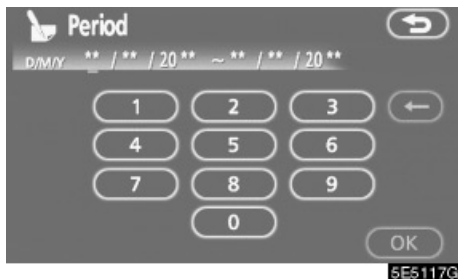 Period
D/M/Y ** / ** / 20 ** ~ ** / ** / 20 **
1 2 3 ←
4 5 6
7 8 9
0
OK
5E5117G